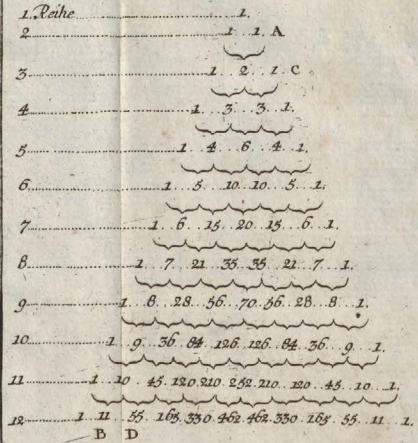 1. Reihe ... 1.
2 ... 1. 1. A
3 ... 1. 2. 1. C
4 ... 1. 3. 3. 1.
5 ... 1. 4. 6. 4. 1.
6 ... 1. 5. 10. 10. 5. 1.
7 ... 1. 6. 15. 20. 15. 6. 1.
8 ... 1. 7. 21. 35. 35. 21. 7. 1.
9 ... 1. 8. 28. 56. 70. 56. 28. 8. 1.
10 ... 1. 9. 36. 84. 126. 126. 84. 36. 9. 1.
11 ... 1. 10. 45. 120. 210. 252. 210. 120. 45. 10. 1.
12 ... 1. 11. 55. 165. 330. 462. 462. 330. 165. 55. 11. 1
B D